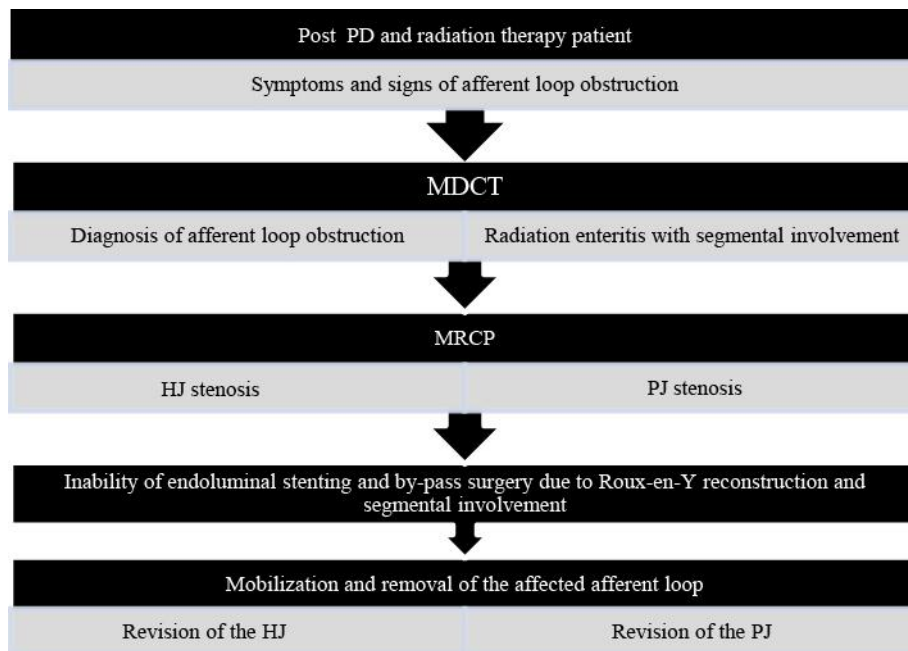 Post PD and radiation therapy patient
Symptoms and signs of afferent loop obstruction
MDCT
Diagnosis of afferent loop obstruction
Radiation enteritis with segmental involvement
MRCP
HJ stenosis
PJ stenosis
Inability of endoluminal stenting and by-pass surgery due to Roux-en-Y reconstruction and
segmental involvement
Mobilization and removal of the affected afferent loop
Revision of the HJ
Revision of the PJ